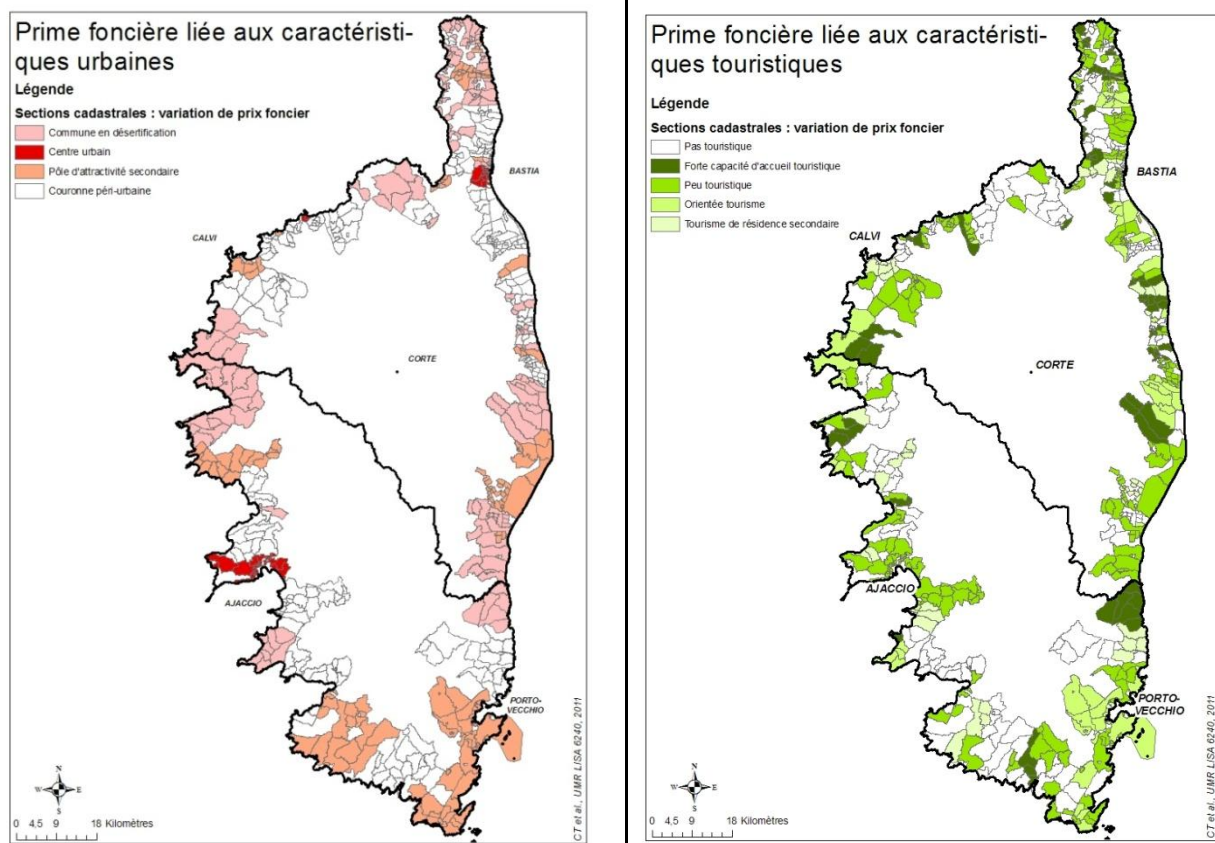 Prime foncière liée aux caractéristi-
ques urbaines
Légende
Sections cadastrales : variation de prix foncier
Commune en désertification
Centre urbain
Pôle d'attractivité secondaire
Couronne péri-urbaine
BASTIA
CALVI
CORTE
AJACCIO
PORTO-
VECCHIO
N
W E
S
0 4,5 9 18 Kilomètres
CT et al., UMR LISA 6240, 2011
Prime foncière liée aux caractéristi-
ques touristiques
Légende
Sections cadastrales : variation de prix foncier
Pas touristique
Forte capacité d'accueil touristique
Peu touristique
Orientée tourisme
Tourisme de résidence secondaire
BASTIA
CALVI
CORTE
AJACCIO
PORTO-
VECCHIO
N
W E
S
0 4,5 9 18 Kilomètres
CT et al., UMR LISA 6240, 2011